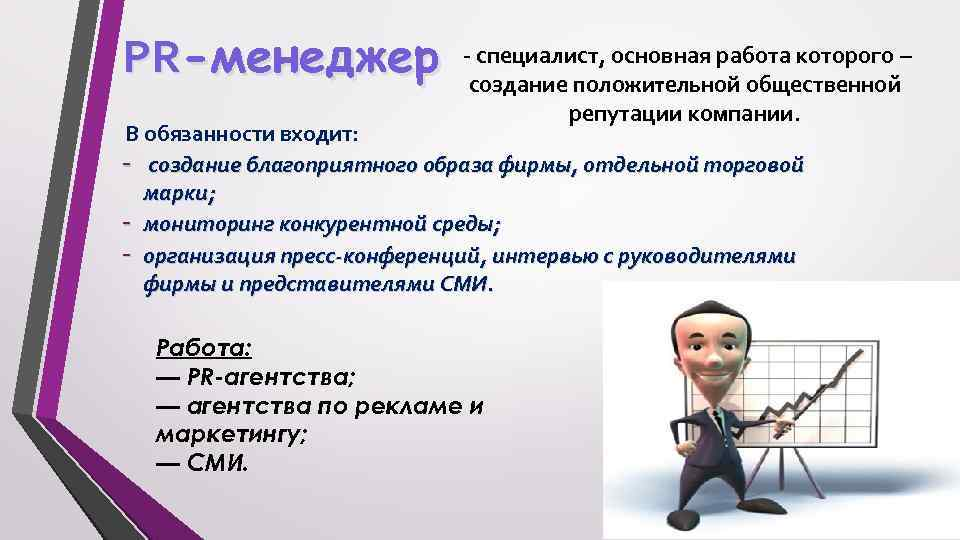 PR-менеджер
- специалист, основная работа которого –
создание положительной общественной
репутации компании.
В обязанности входит:
- создание благоприятного образа фирмы, отдельной торговой
марки;
- мониторинг конкурентной среды;
- организация пресс-конференций, интервью с руководителями
фирмы и представителями СМИ.
Работа:
— PR-агентства;
— агентства по рекламе и
маркетингу;
— СМИ.